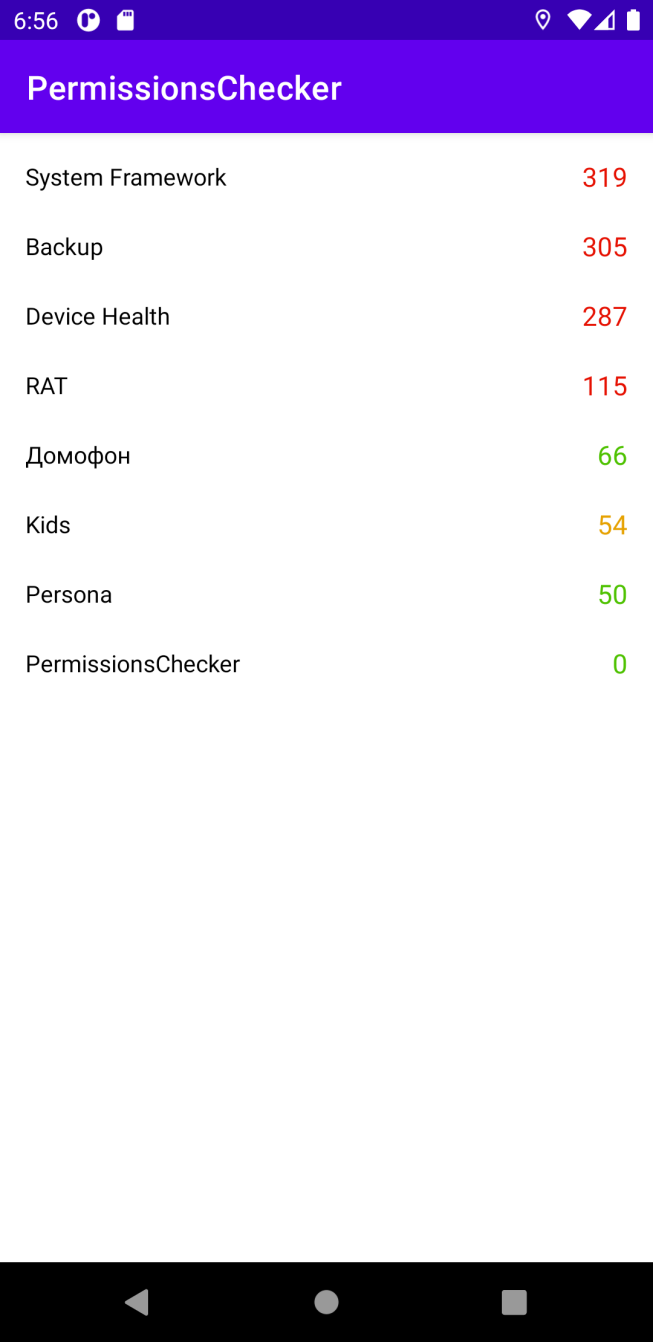 6:56
PermissionsChecker
System Framework 319
Backup 305
Device Health 287
RAT 115
Домофон 66
Kids 54
Persona 50
PermissionsChecker 0